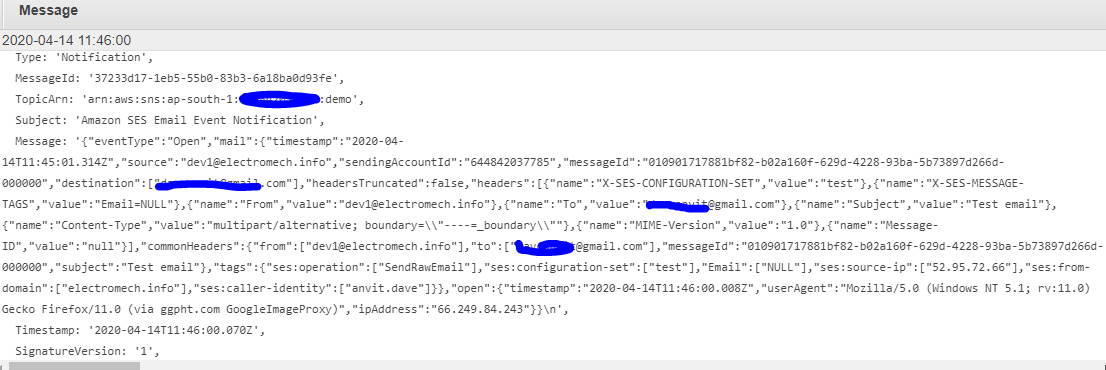 Message
2020-04-14 11:46:00
Type: 'Notification',
MessageId: '37233d17-1eb5-55b0-83b3-6a18ba0d93fe',
TopicArn: 'arn:aws:sns:ap-south-1: :demo',
Subject: 'Amazon SES Email Event Notification',
Message: '{"eventType":"Open","mail":{"timestamp":"2020-04-
14T11:45:01.314Z","source":"dev1@electromech.info","sendingAccountId":"644842037785","messageId":"010901717881bf82-b02a160f-629d-4228-93ba-5b73897d266d-
000000","destination":[" .com"],"headersTruncated":false,"headers":[{"name":"X-SES-CONFIGURATION-SET","value":"test"},{"name":"X-SES-MESSAGE-
TAGS","value":"Email=NULL"},{"name":"From","value":"dev1@electromech.info"},{"name":"To","value":" @gmail.com"},{"name":"Subject","value":"Test email"},
{"name":"Content-Type","value":"multipart/alternative; boundary=\\"----=_boundary\\""},{"name":"MIME-Version","value":"1.0"},{"name":"Message-
ID","value":"null"}],"commonHeaders":{"from":["dev1@electromech.info"],"to":[" @gmail.com"],"messageId":"010901717881bf82-b02a160f-629d-4228-93ba-5b73897d266d-
000000","subject":"Test email"},"tags":{"ses:operation":["SendRawEmail"],"ses:configuration-set":["test"],"Email":["NULL"],"ses:source-ip":["52.95.72.66"],"ses:from-
domain":["electromech.info"],"ses:caller-identity":["anvit.dave"]}},"open":{"timestamp":"2020-04-14T11:46:00.008Z","userAgent":"Mozilla/5.0 (Windows NT 5.1; rv:11.0)
Gecko Firefox/11.0 (via ggpht.com GoogleImageProxy)","ipAddress":"66.249.84.243"}}\n',
Timestamp: '2020-04-14T11:46:00.070Z',
SignatureVersion: '1',